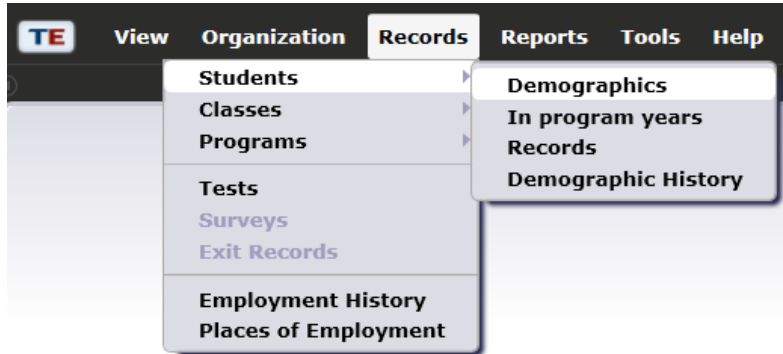 TE View Organization Records Reports Tools Help
Students
Classes
Programs
Tests
Surveys
Exit Records
Employment History
Places of Employment
Demographics
In program years
Records
Demographic History